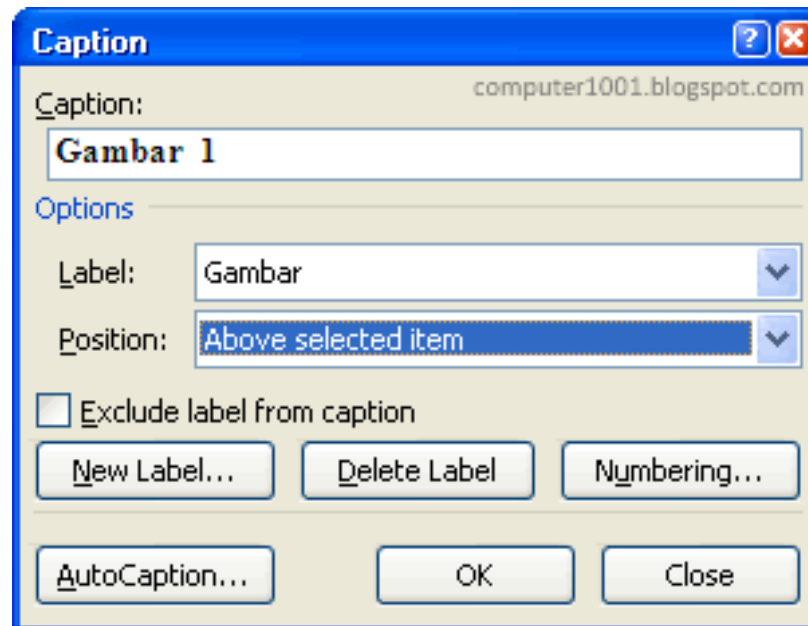 Caption
computer1001.blogspot.com
Caption:
Gambar 1
Options
Label: Gambar
Position: Above selected item
Exclude label from caption
New Label... Delete Label Numbering...
AutoCaption... OK Close